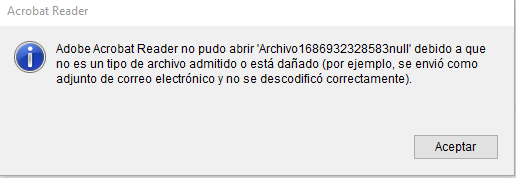 Acrobat Reader
Adobe Acrobat Reader no pudo abrir 'Archivo1686932328583null' debido a que
no es un tipo de archivo admitido o está dañado (por ejemplo, se envió como
adjunto de correo electrónico y no se descodificó correctamente).
Aceptar